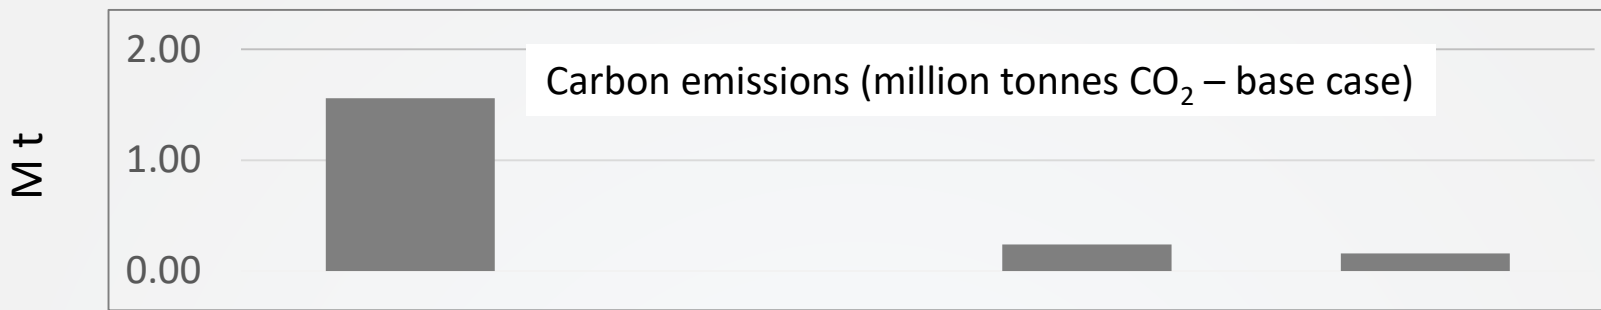 2.00
Carbon emissions (million tonnes CO₂ – base case)
1.00
0.00
M t